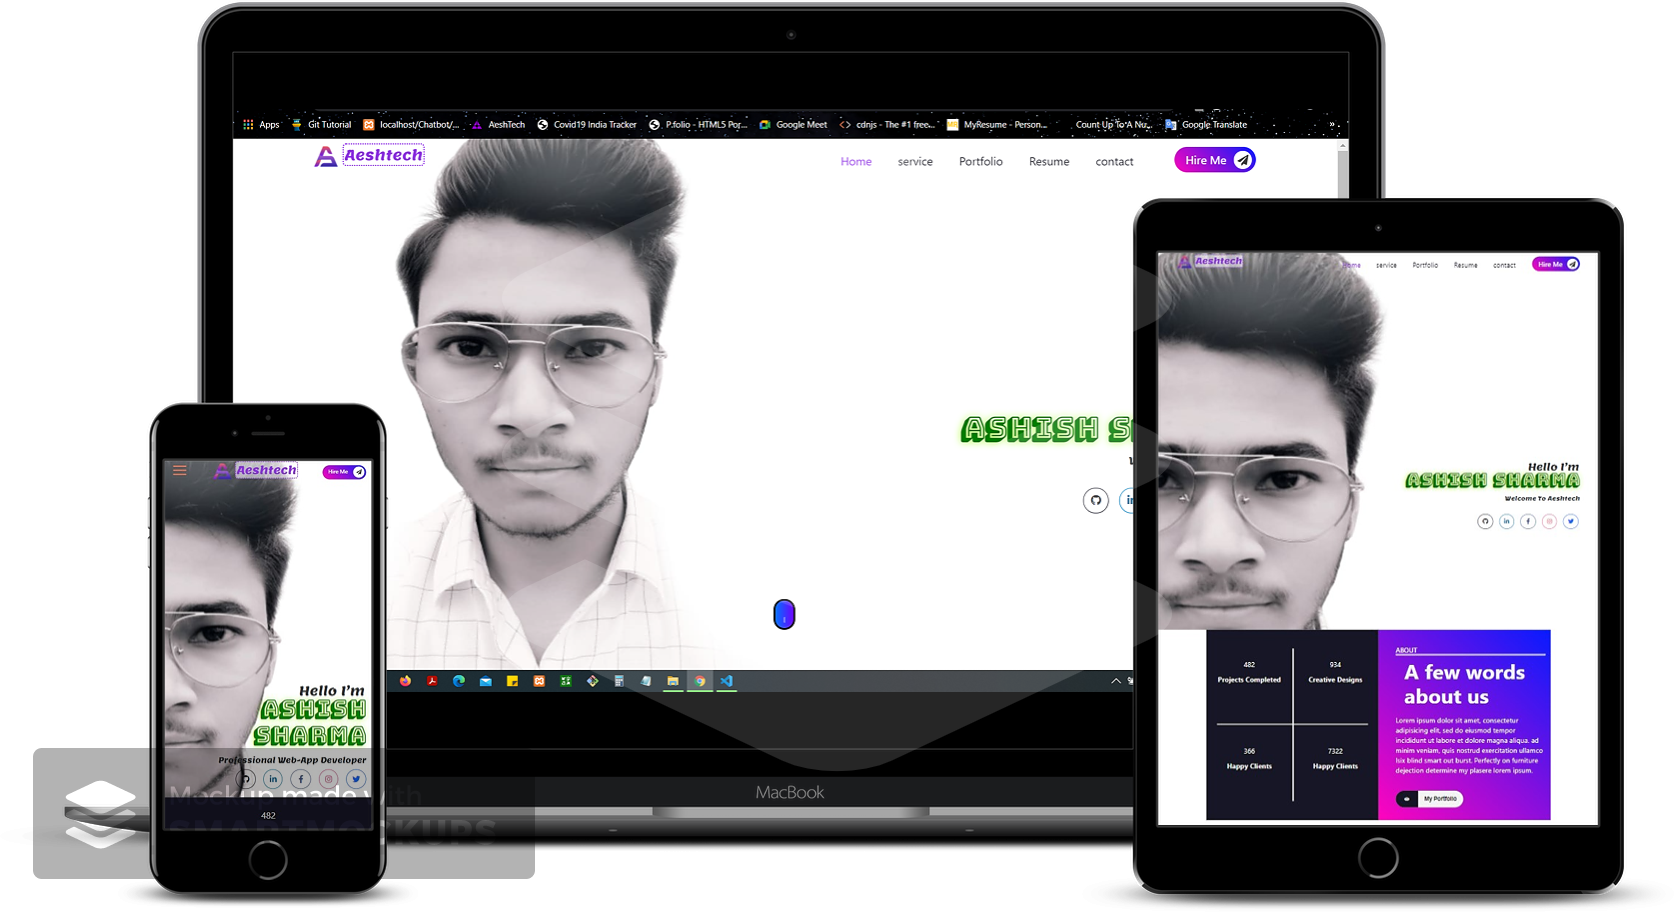 Apps Git Tutorial localhost/Chatbot/... AeshTech Covid19 India Tracker P.folio - HTML5 Por... Google Meet cdnjs - The #1 free... MyResume - Person... Count Up To A Nu... Google Translate »
Aeshtech Home service Portfolio Resume contact Hire Me
ASHISH S
in
MacBook
Aeshtech Home service Portfolio Resume contact Hire Me
Hello I'm
ASHISH SHARMA
Welcome To Aeshtech
in
482
Projects Completed
934
Creative Designs
366
Happy Clients
7322
Happy Clients
ABOUT
A few words
about us
Lorem ipsum dolor sit amet, consectetur
adipisicing elit, sed do eiusmod tempor
incididunt ut labore et dolore magna aliqua. ad
minim veniam, quis nostrud exercitation ullamco
lsix blind smart out burst. Perfectly on furniture
dejection determine my plasere lorem ipsum.
My Portfolio
Aeshtech Hire Me
Hello I'm
ASHISH
SHARMA
Professional Web-App Developer
in
482
Mockup made with
SMARTMOCKUPS